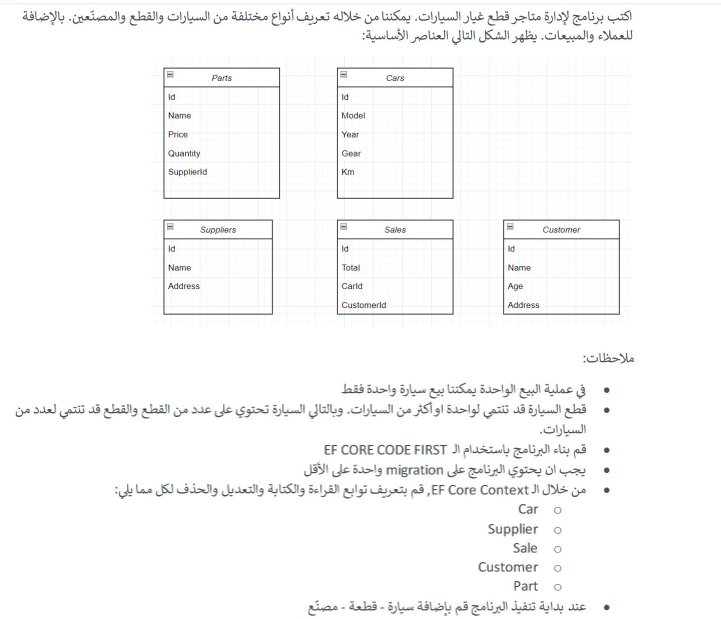 اكتب برنامج لإدارة متاجر قطع غيار السيارات. يمكننا من خلاله تعريف أنواع مختلفة من السيارات والقطع والمصنّعين. بالإضافة
للعملاء والمبيعات. يظهر الشكل التالي العناصر الأساسية:
Parts
Id
Name
Price
Quantity
SupplierId
Cars
Id
Model
Year
Gear
Km
Suppliers
Id
Name
Address
Sales
Id
Total
CarId
CustomerId
Customer
Id
Name
Age
Address
ملاحظات:
• في عملية البيع الواحدة يمكننا بيع سيارة واحدة فقط
• قطع السيارة قد تنتمي لواحدة او أكثر من السيارات. وبالتالي السيارة تحتوي على عدد من القطع والقطع قد تنتمي لعدد من
السيارات.
• قم بناء البرنامج باستخدام الـ EF CORE CODE FIRST
• يجب ان يحتوي البرنامج على migration واحدة على الأقل
• من خلال الـ EF Core Context, قم بتعريف توابع القراءة والكتابة والتعديل والحذف لكل مما يلي:
o Car
o Supplier
o Sale
o Customer
o Part
• عند بداية تنفيذ البرنامج قم بإضافة سيارة - قطعة - مصنّع